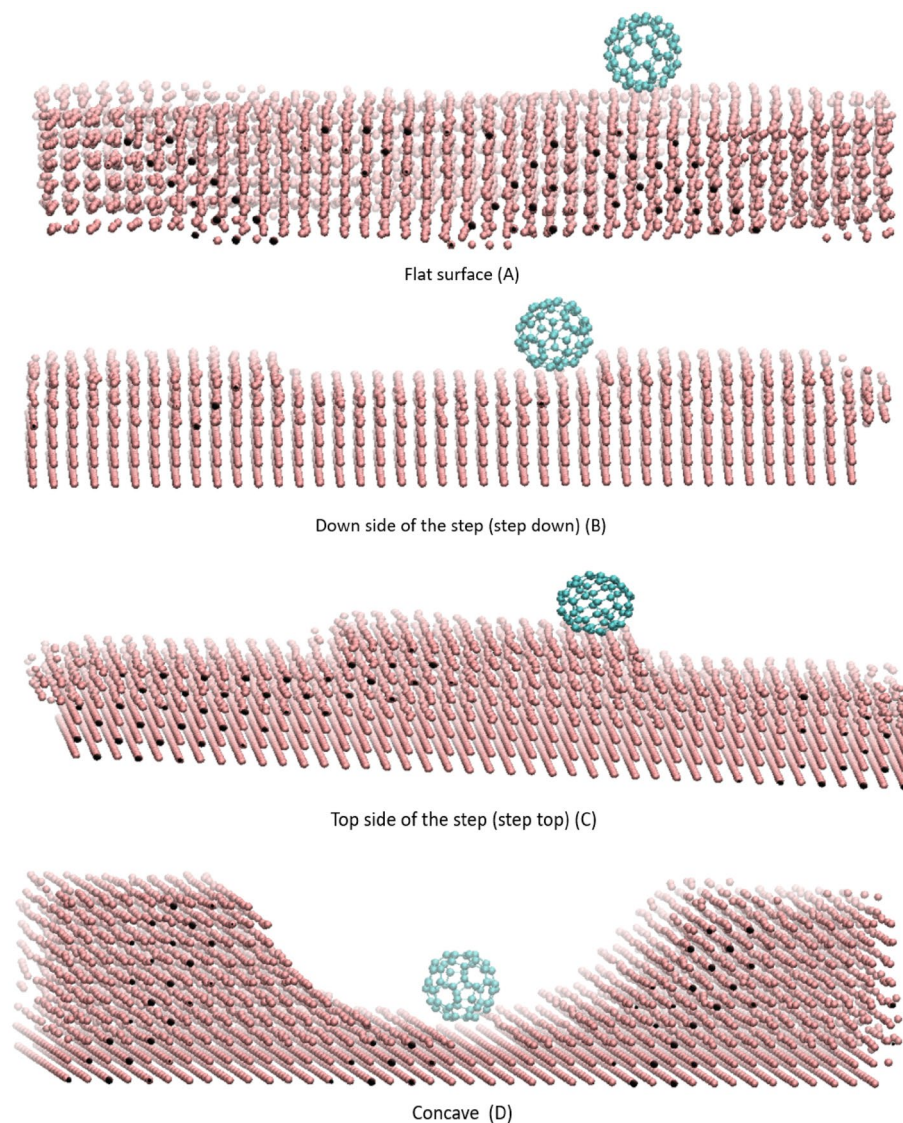 Flat surface (A)
Down side of the step (step down) (B)
Top side of the step (step top) (C)
Concave (D)